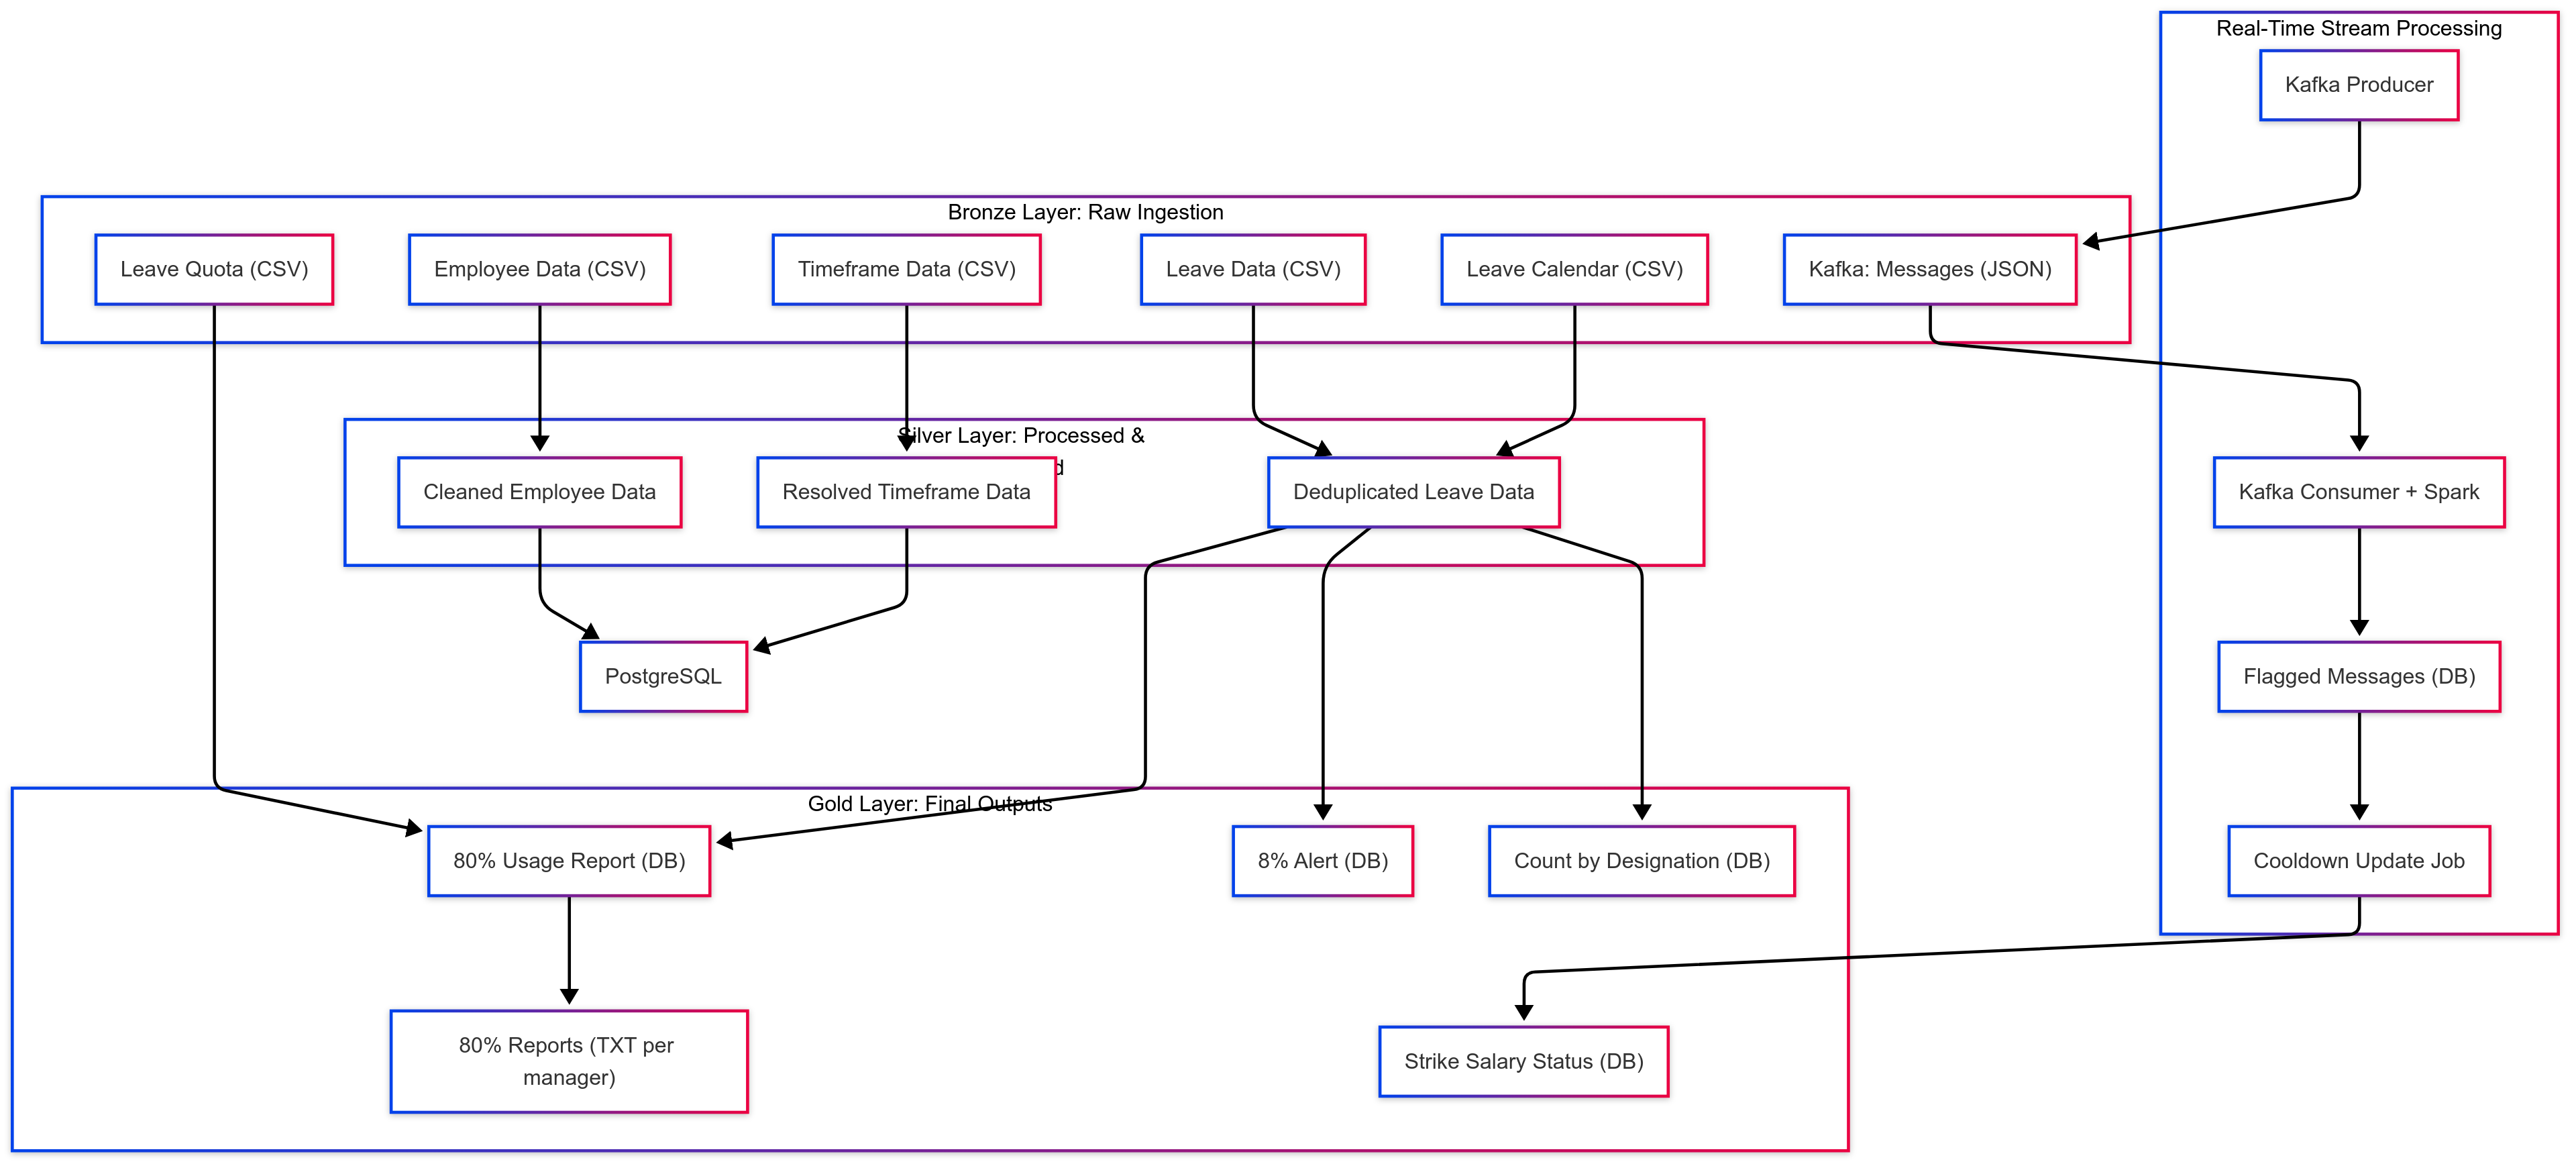 Real-Time Stream Processing
Kafka Producer
Bronze Layer: Raw Ingestion
Leave Quota (CSV)
Employee Data (CSV)
Timeframe Data (CSV)
Leave Data (CSV)
Leave Calendar (CSV)
Kafka: Messages (JSON)
Silver Layer: Processed &
Cleaned Employee Data
Resolved Timeframe Data
Deduplicated Leave Data
Kafka Consumer + Spark
PostgreSQL
Flagged Messages (DB)
Gold Layer: Final Outputs
80% Usage Report (DB)
8% Alert (DB)
Count by Designation (DB)
Cooldown Update Job
80% Reports (TXT per
manager)
Strike Salary Status (DB)